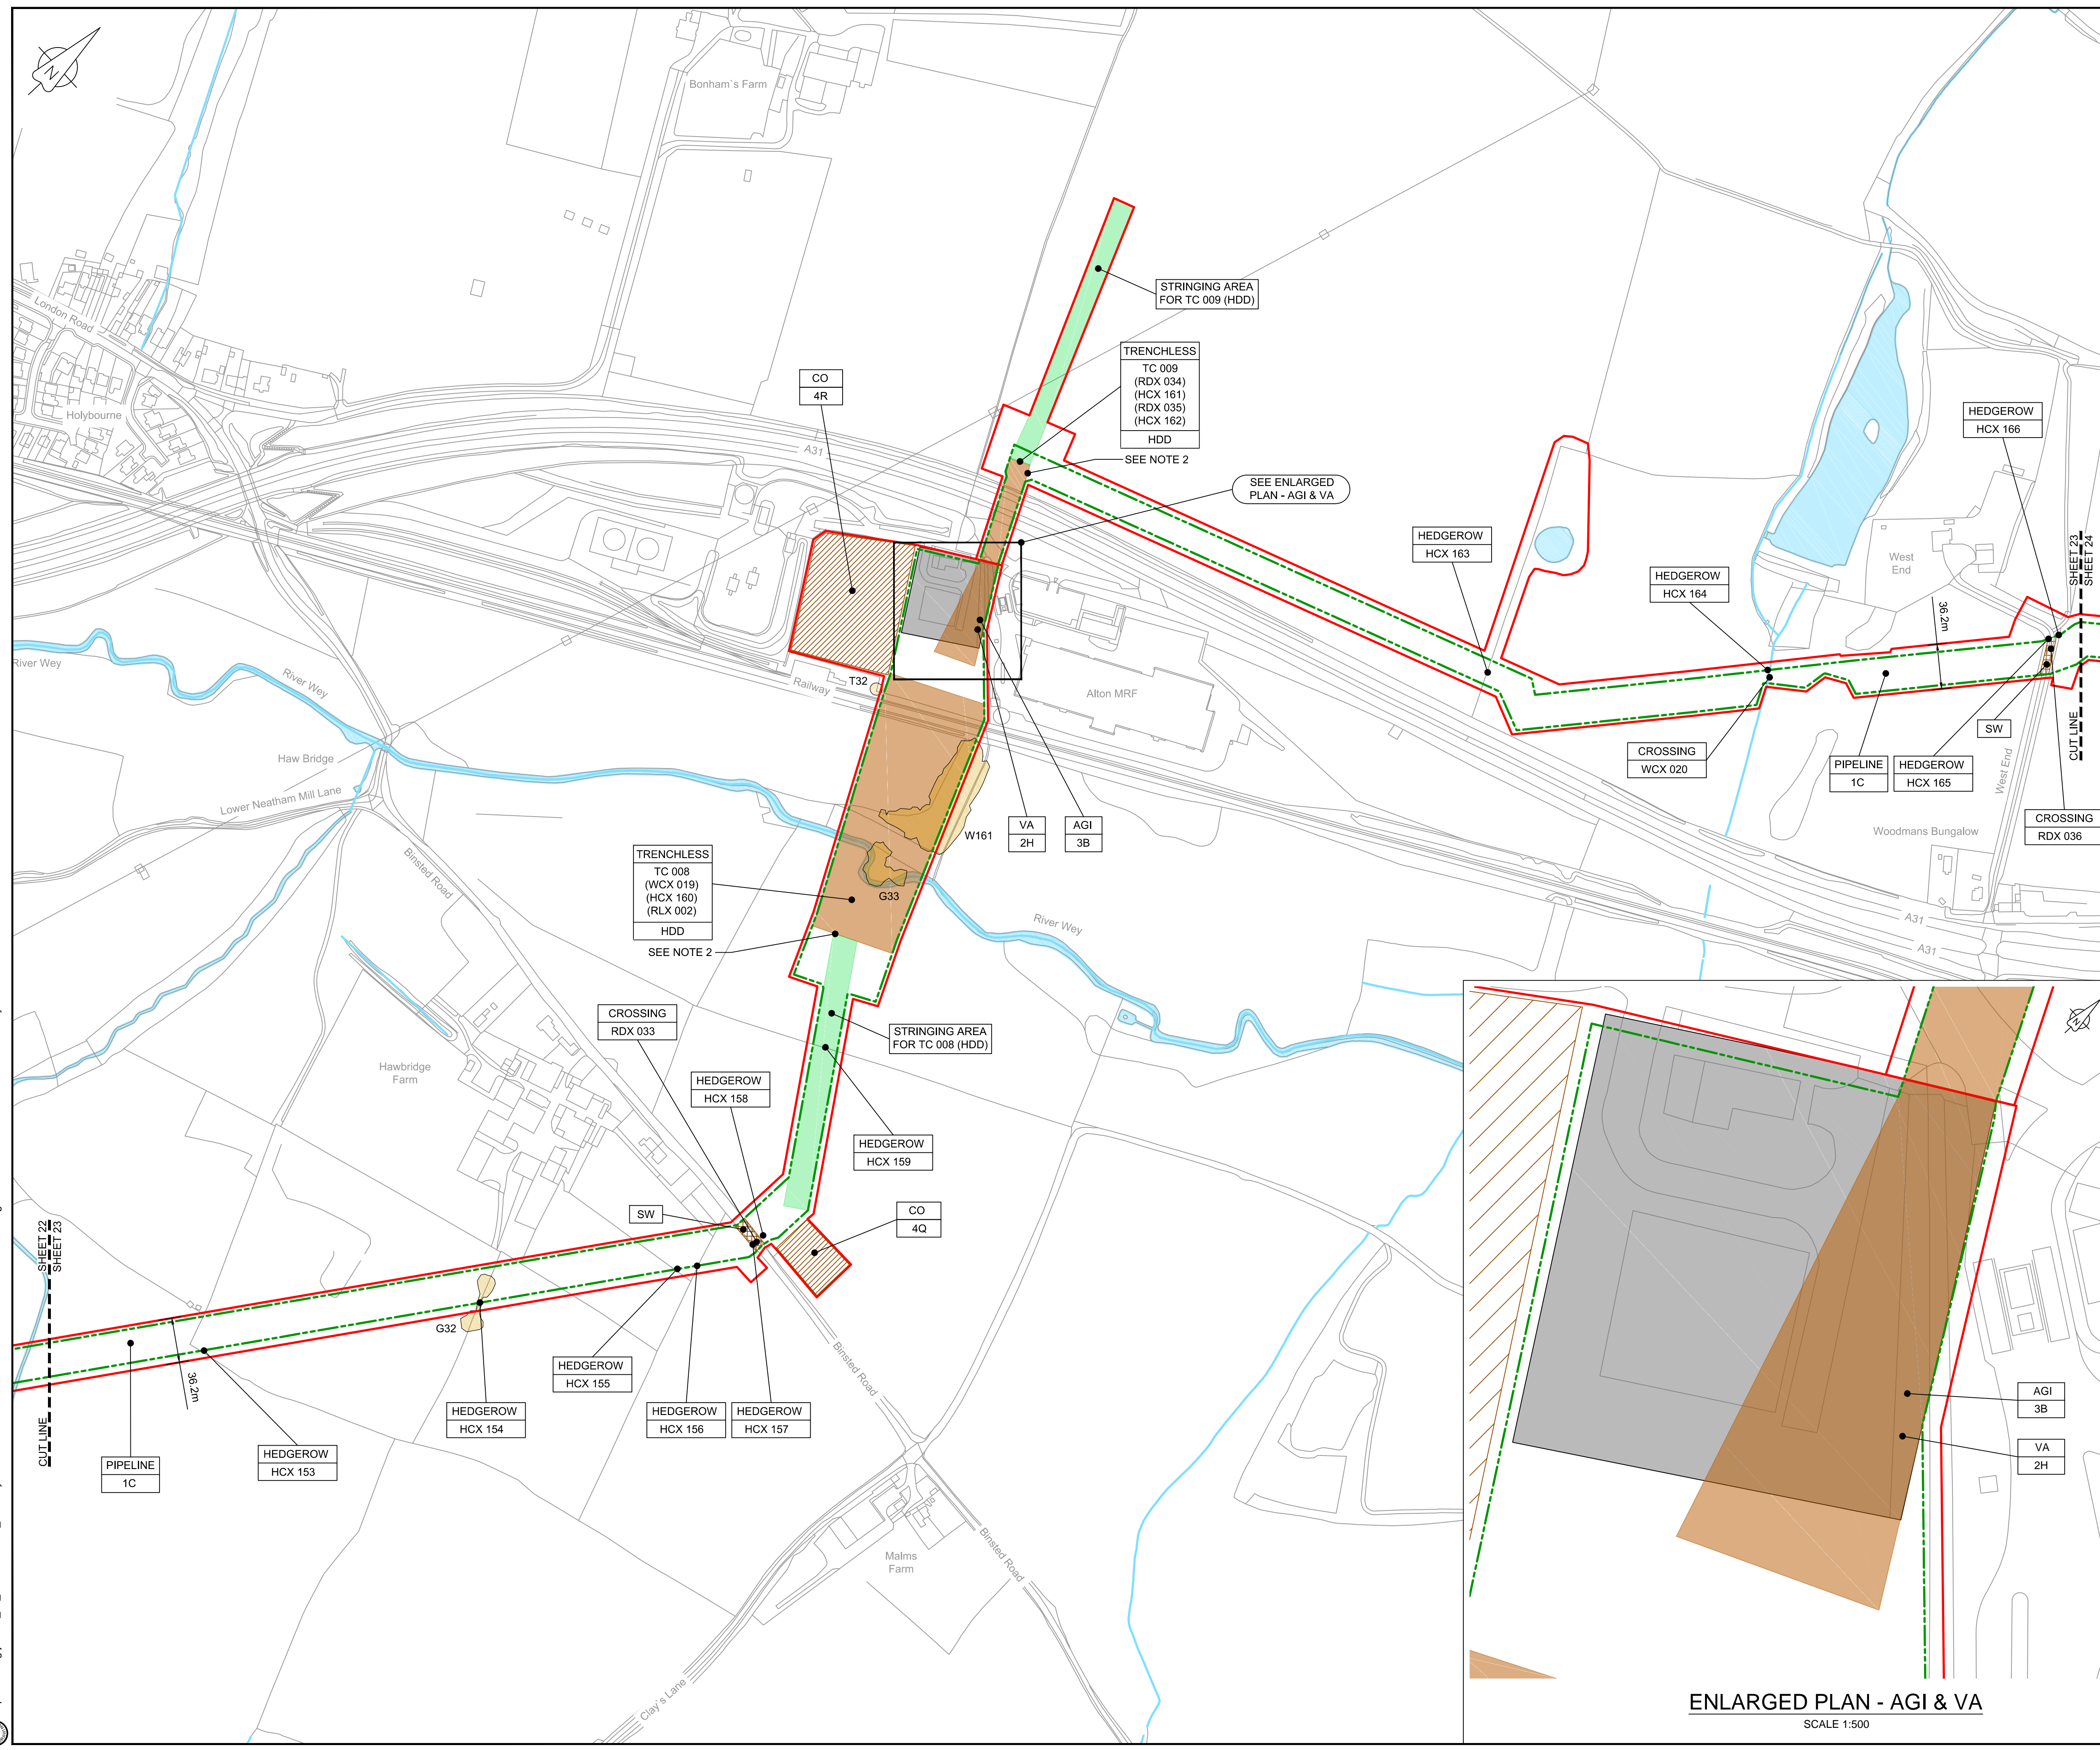 N
Bonham's Farm
London Road
Holybourne
STRINGING AREA
FOR TC 009 (HDD)
TRENCHLESS
TC 009
(RDX 034)
(HCX 161)
(RDX 035)
(HCX 162)
HDD
SEE NOTE 2
CO
4R
A31
SEE ENLARGED
PLAN - AGI & VA
HEDGEROW
HCX 163
HEDGEROW
HCX 164
HEDGEROW
HCX 166
West
End
SHEET 23
SHEET 24
CUT LINE
36.2m
River Wey
River Wey
Railway
T32
Alton MRF
Haw Bridge
Lower Neatham Mill Lane
Binsted Road
CROSSING
WCX 020
PIPELINE
1C
HEDGEROW
HCX 165
SW
West End
CROSSING
RDX 036
Woodmans Bungalow
A31
A31
W161
VA
2H
AGI
3B
TRENCHLESS
TC 008
(WCX 019)
(HCX 160)
(RLX 002)
HDD
SEE NOTE 2
G33
River Wey
CROSSING
RDX 033
STRINGING AREA
FOR TC 008 (HDD)
Hawbridge
Farm
HEDGEROW
HCX 158
HEDGEROW
HCX 159
SW
CO
4Q
SHEET 22
SHEET 23
CUT LINE
G32
36.2m
HEDGEROW
HCX 155
HEDGEROW
HCX 154
HEDGEROW
HCX 156
HEDGEROW
HCX 157
HEDGEROW
HCX 153
PIPELINE
1C
Binsted Road
Binsted Road
Malms
Farm
Clay's Lane
N
AGI
3B
VA
2H
ENLARGED PLAN - AGI & VA
SCALE 1:500